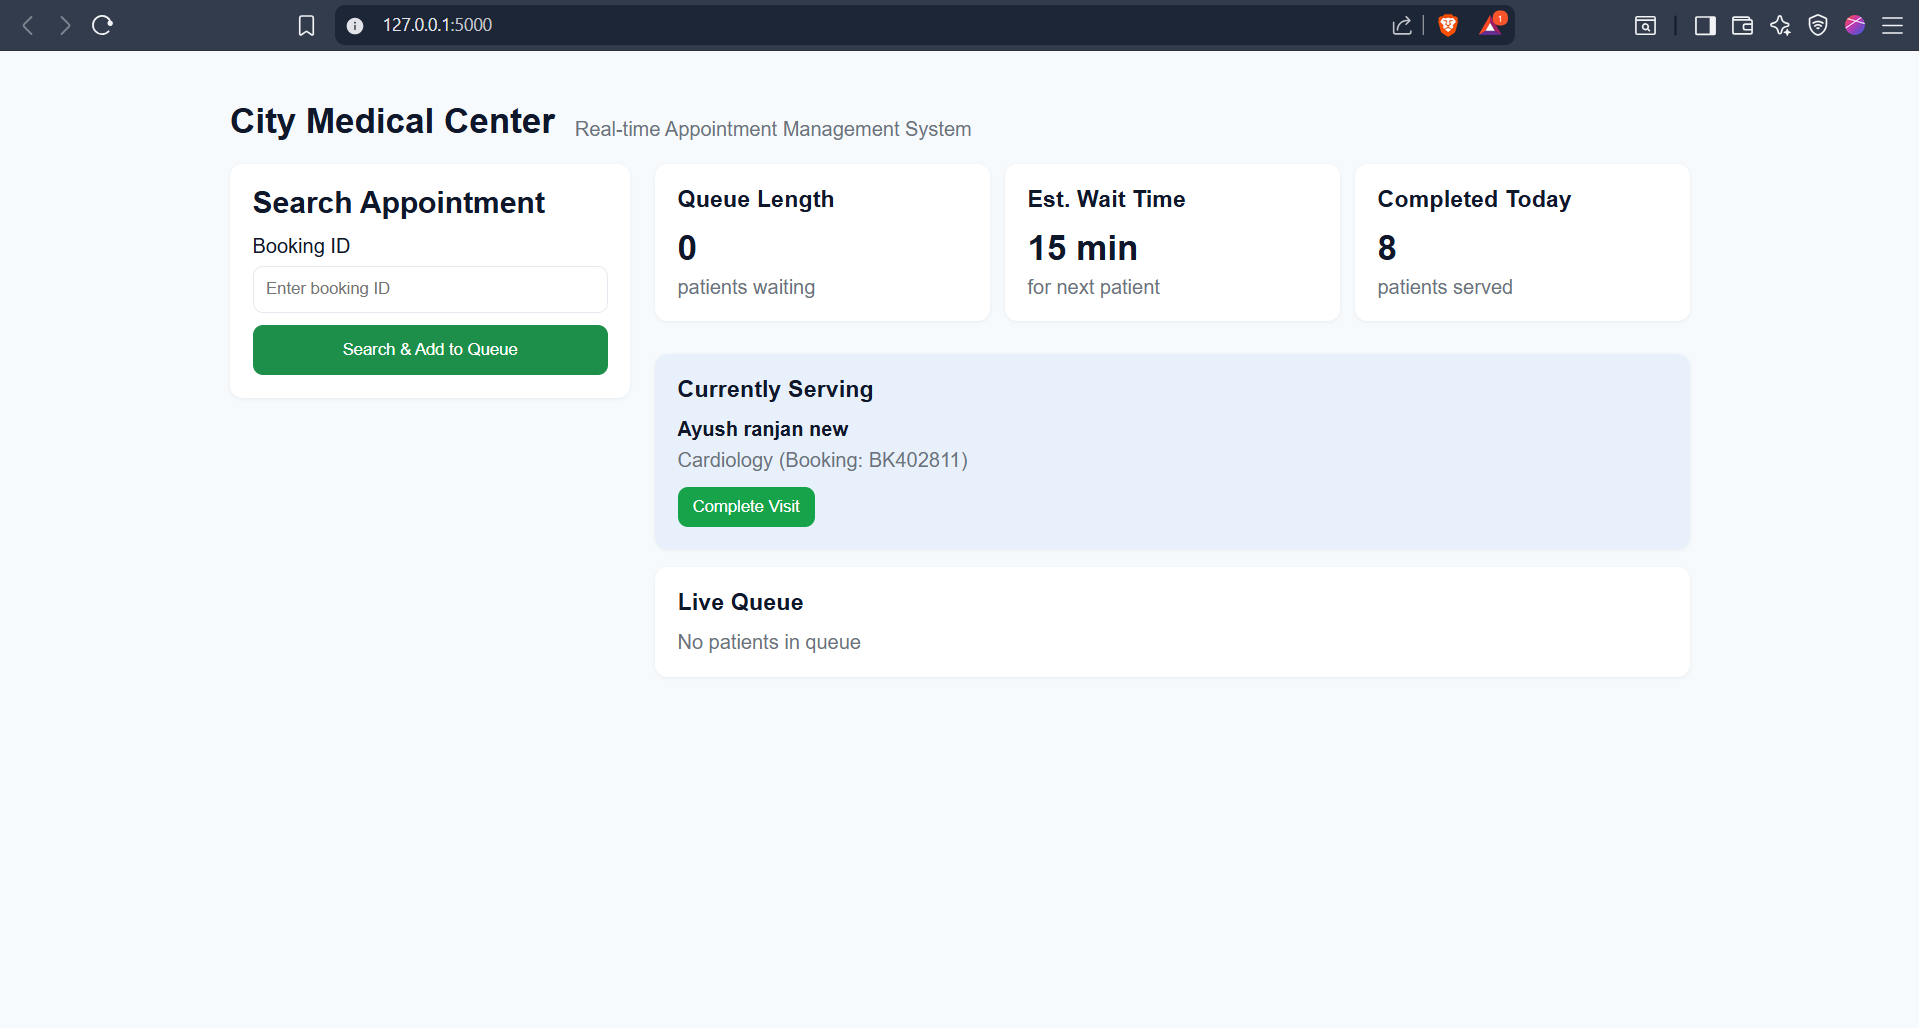 127.0.0.1:5000
1
City Medical Center Real-time Appointment Management System
Search Appointment
Booking ID
Enter booking ID
Search & Add to Queue
Queue Length
0
patients waiting
Est. Wait Time
15 min
for next patient
Completed Today
8
patients served
Currently Serving
Ayush ranjan new
Cardiology (Booking: BK402811)
Complete Visit
Live Queue
No patients in queue